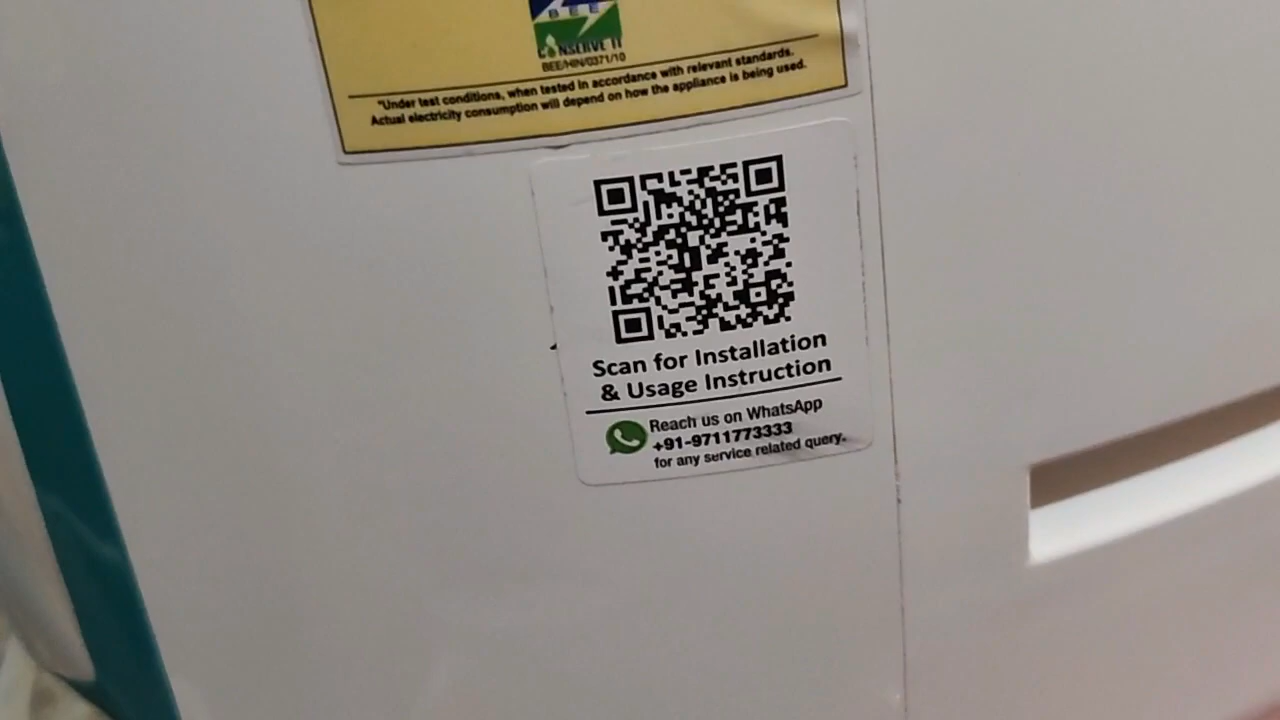 BEE
CONSERVE IT
BEE/HIN/0371/10
*Under test conditions, when tested in accordance with relevant standards.
Actual electricity consumption will depend on how the appliance is being used.
Scan for Installation
& Usage Instruction
Reach us on WhatsApp
+91-9711773333
for any service related query.